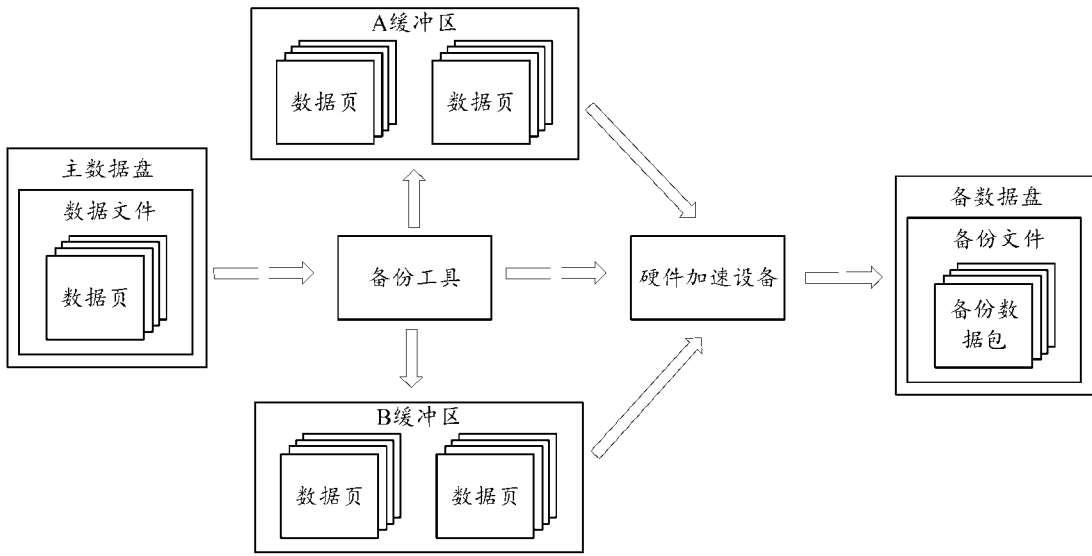 A缓冲区
数据页
数据页
主数据盘
数据文件
数据页
备份工具
硬件加速设备
备数据盘
备份文件
备份数
据包
B缓冲区
数据页
数据页